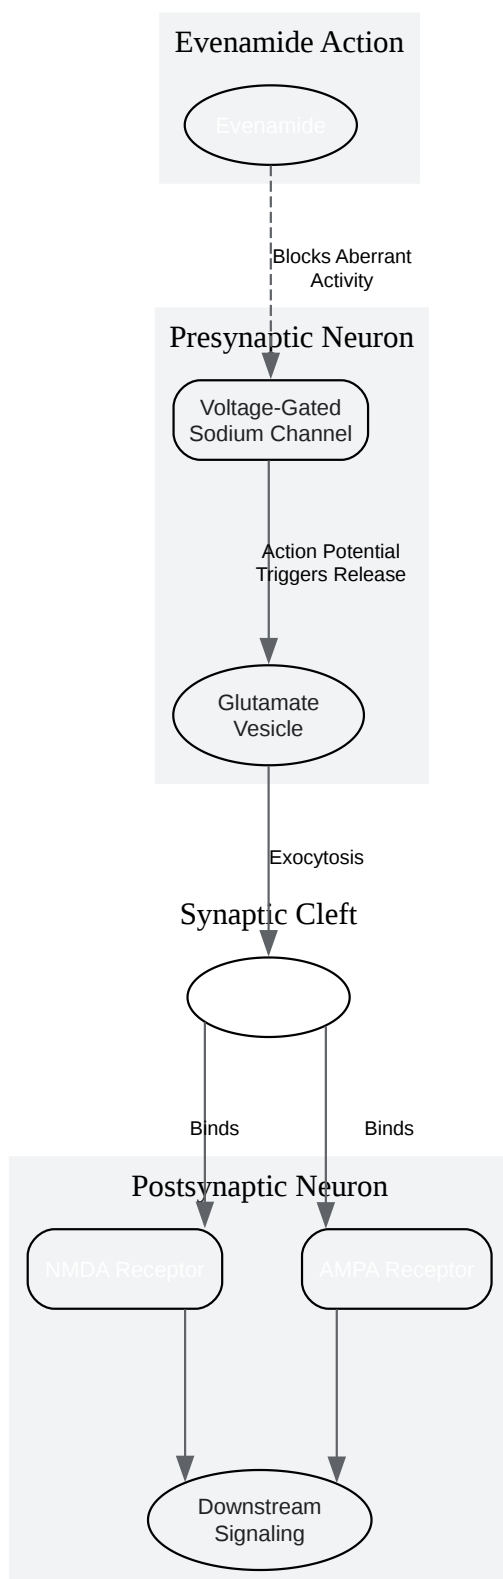 Evenamide Action
Evenamide
Blocks Aberrant
Activity
Presynaptic Neuron
Voltage-Gated
Sodium Channel
Action Potential
Triggers Release
Glutamate
Vesicle
Exocytosis
Synaptic Cleft
Binds
Binds
Postsynaptic Neuron
NMDA Receptor
AMPA Receptor
Downstream
Signaling